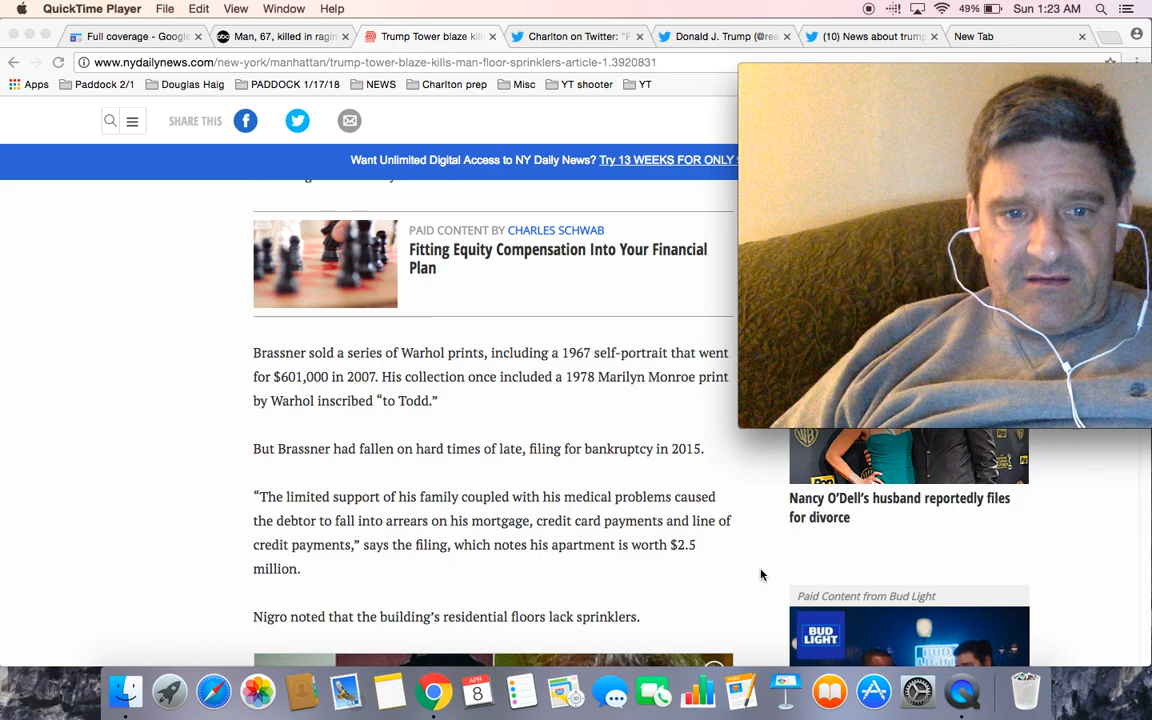 QuickTime Player File Edit View Window Help 49% Sun 1:23 AM
Full coverage - Google
Man, 67, killed in ragin
Trump Tower blaze kill
Charlton on Twitter: "F
Donald J. Trump (@rea
(10) News about trump
New Tab
www.nydailynews.com/new-york/manhattan/trump-tower-blaze-kills-man-floor-sprinklers-article-1.3920831
Apps Paddock 2/1 Douglas Haig PADDOCK 1/17/18 NEWS Charlton prep Misc YT shooter YT
SHARE THIS
Want Unlimited Digital Access to NY Daily News? Try 13 WEEKS FOR ONLY
PAID CONTENT BY CHARLES SCHWAB
Fitting Equity Compensation Into Your Financial
Plan
Brassner sold a series of Warhol prints, including a 1967 self-portrait that went
for $601,000 in 2007. His collection once included a 1978 Marilyn Monroe print
by Warhol inscribed “to Todd.”
But Brassner had fallen on hard times of late, filing for bankruptcy in 2015.
“The limited support of his family coupled with his medical problems caused
the debtor to fall into arrears on his mortgage, credit card payments and line of
credit payments,” says the filing, which notes his apartment is worth $2.5
million.
Nigro noted that the building’s residential floors lack sprinklers.
Nancy O’Dell’s husband reportedly files
for divorce
Paid Content from Bud Light
BUD
LIGHT
APR
8